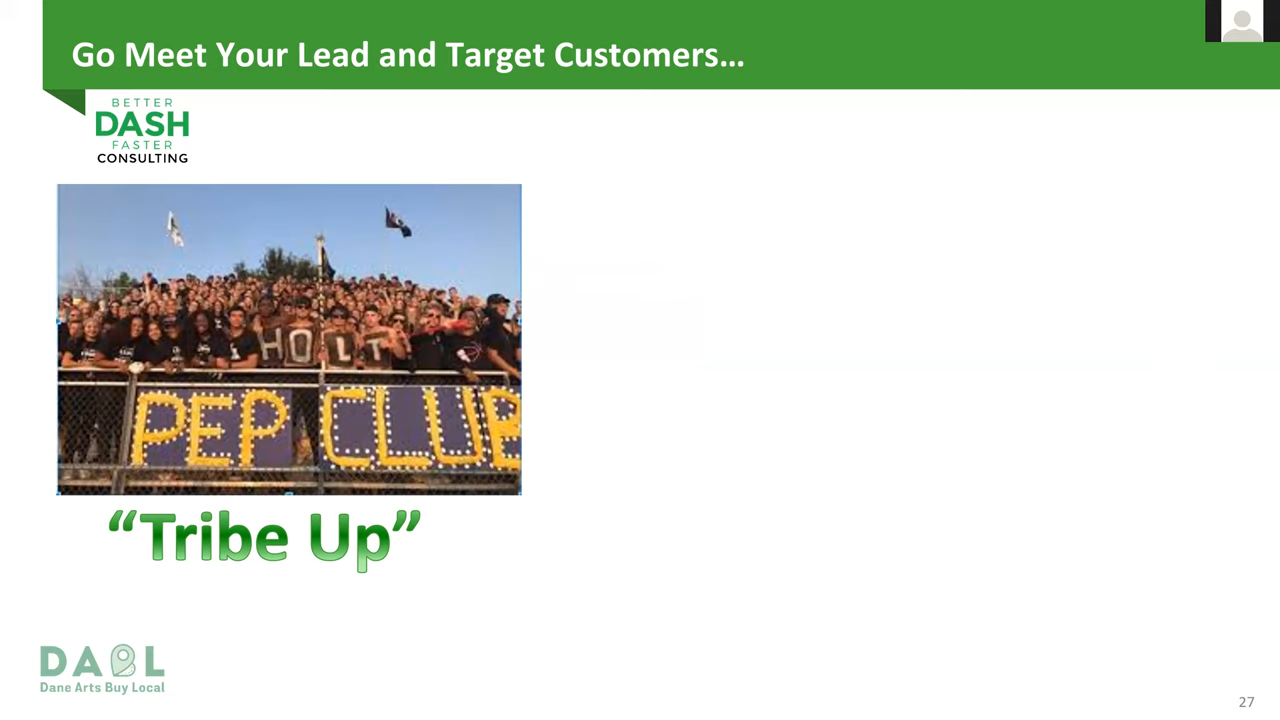 Go Meet Your Lead and Target Customers…
BETTER
DASH
FASTER
CONSULTING
HOLT
PEP CLUB
“Tribe Up”
DABL
Dane Arts Buy Local
27